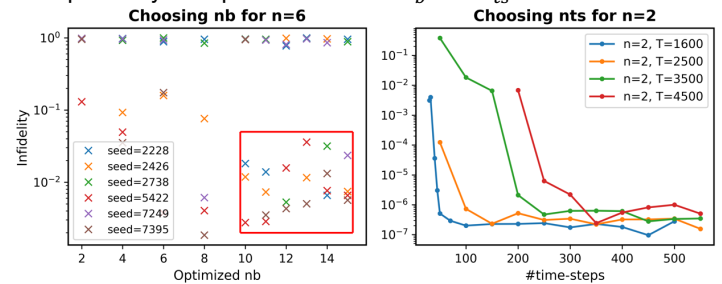 Choosing nb for n=6
Infidelity
10⁰
10⁻¹
10⁻²
seed=2228
seed=2426
seed=2738
seed=5422
seed=7249
seed=7395
2 4 6 8 10 12 14
Optimized nb
Choosing nts for n=2
10⁻¹
10⁻²
10⁻³
10⁻⁴
10⁻⁵
10⁻⁶
10⁻⁷
n=2, T=1600
n=2, T=2500
n=2, T=3500
n=2, T=4500
100 200 300 400 500
#time-steps